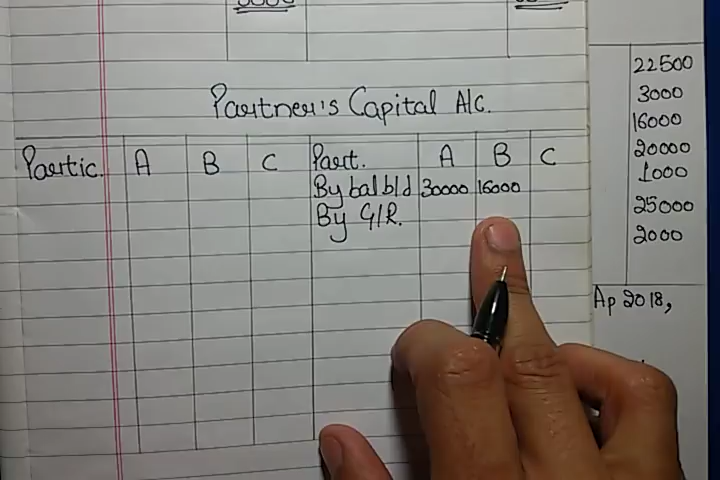 Partner's Capital A/c.
Partic. A B C Part. A B C
By bal b/d 30000 16000
By G/R.
22500
3000
16000
20000
1000
25000
2000
Ap 2018,